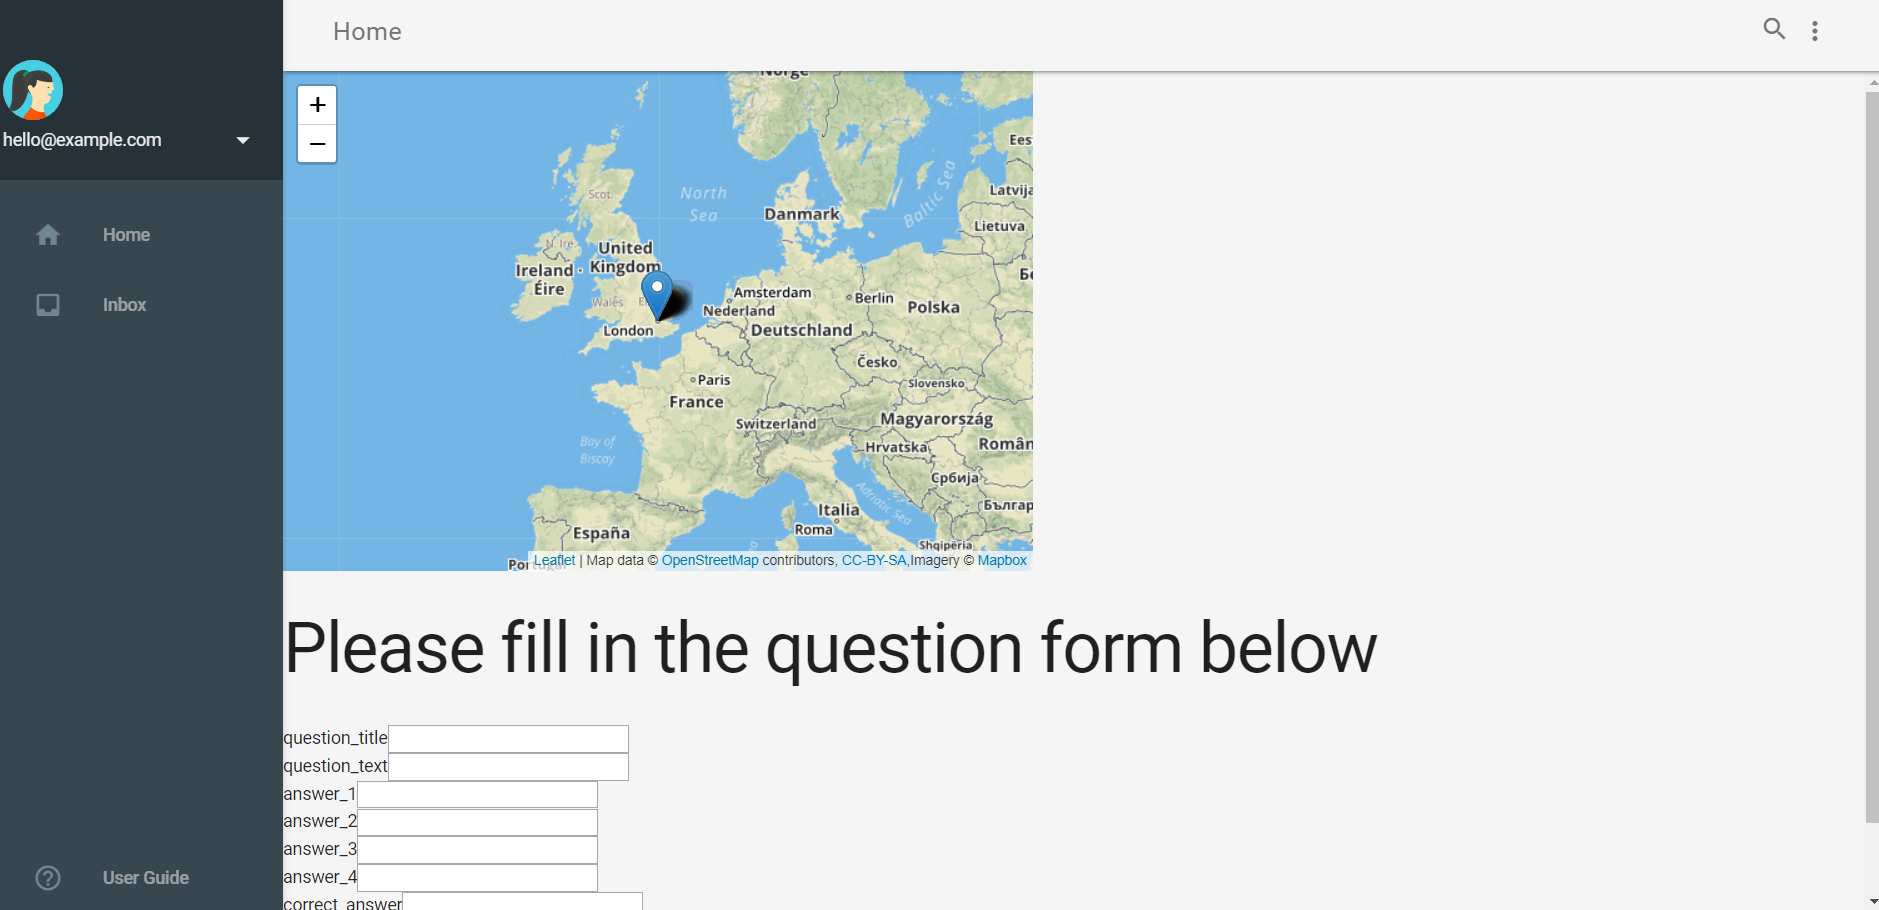 Home
hello@example.com
Home
Inbox
User Guide
+
−
Norge
Ees
Latvija
North
Sea
Baltic Sea
Danmark
Lietuva
Scot.
N. Ire.
United
Kingdom
Ireland
Éire
Wales
Amsterdam
Nederland
Berlin
Polska
London
Deutschland
Česko
Slovensko
Paris
France
Switzerland
Magyarország
Hrvatska
Român
Bay of
Biscay
Србија
Adriatic Sea
Българ
Italia
Roma
España
Shqipëria
Leaflet | Map data © OpenStreetMap contributors, CC-BY-SA,Imagery © Mapbox
Please fill in the question form below
question_title
question_text
answer_1
answer_2
answer_3
answer_4
correct_answer